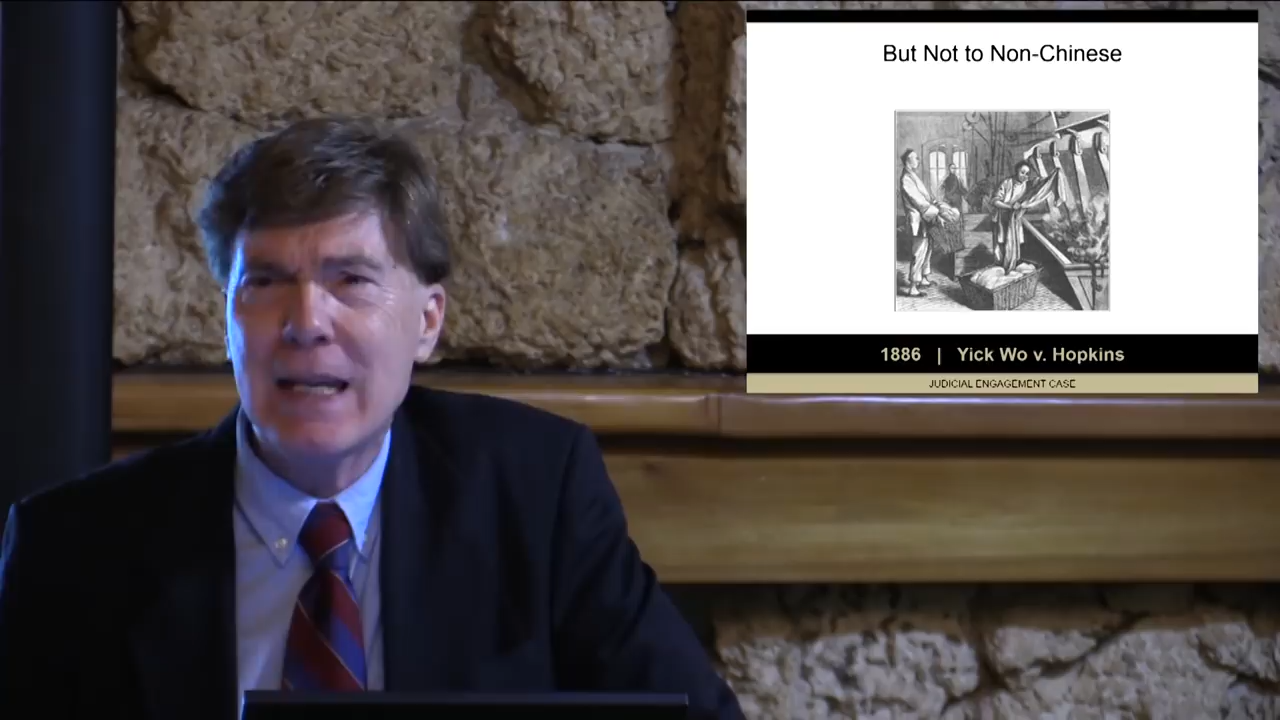 But Not to Non-Chinese
1886 | Yick Wo v. Hopkins
JUDICIAL ENGAGEMENT CASE